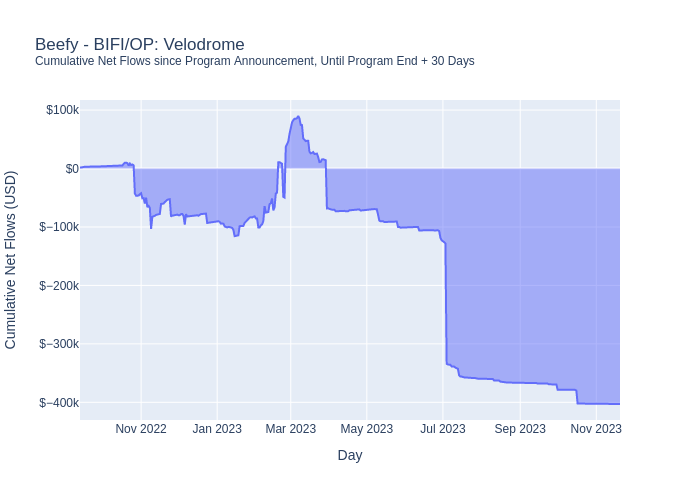 Beefy - BIFI/OP: Velodrome
Cumulative Net Flows since Program Announcement, Until Program End + 30 Days
Cumulative Net Flows (USD)
$100k
$0
$−100k
$−200k
$−300k
$−400k
Nov 2022
Jan 2023
Mar 2023
May 2023
Jul 2023
Sep 2023
Nov 2023
Day